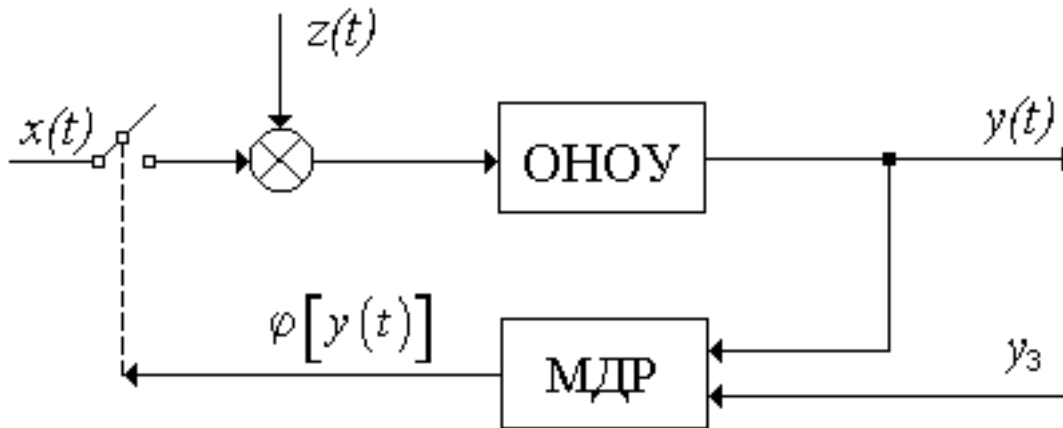 z(t)
x(t)
y(t)
ОНОУ
φ[y(t)]
МДР
y₃